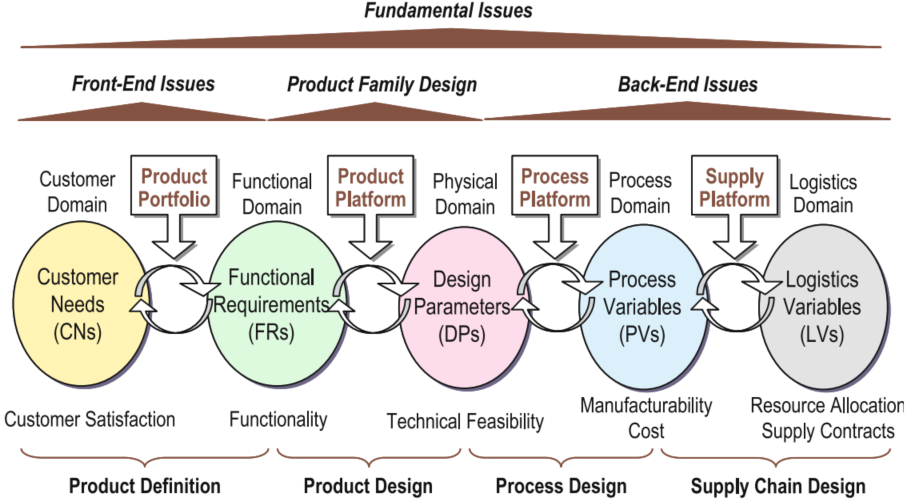 Fundamental Issues
Front-End Issues
Product Family Design
Back-End Issues
Customer
Domain
Product
Portfolio
Functional
Domain
Product
Platform
Physical
Domain
Process
Platform
Process
Domain
Supply
Platform
Logistics
Domain
Customer
Needs
(CNs)
Functional
Requirements
(FRs)
Design
Parameters
(DPs)
Process
Variables
(PVs)
Logistics
Variables
(LVs)
Customer Satisfaction
Functionality
Technical Feasibility
Manufacturability
Cost
Resource Allocation
Supply Contracts
Product Definition
Product Design
Process Design
Supply Chain Design